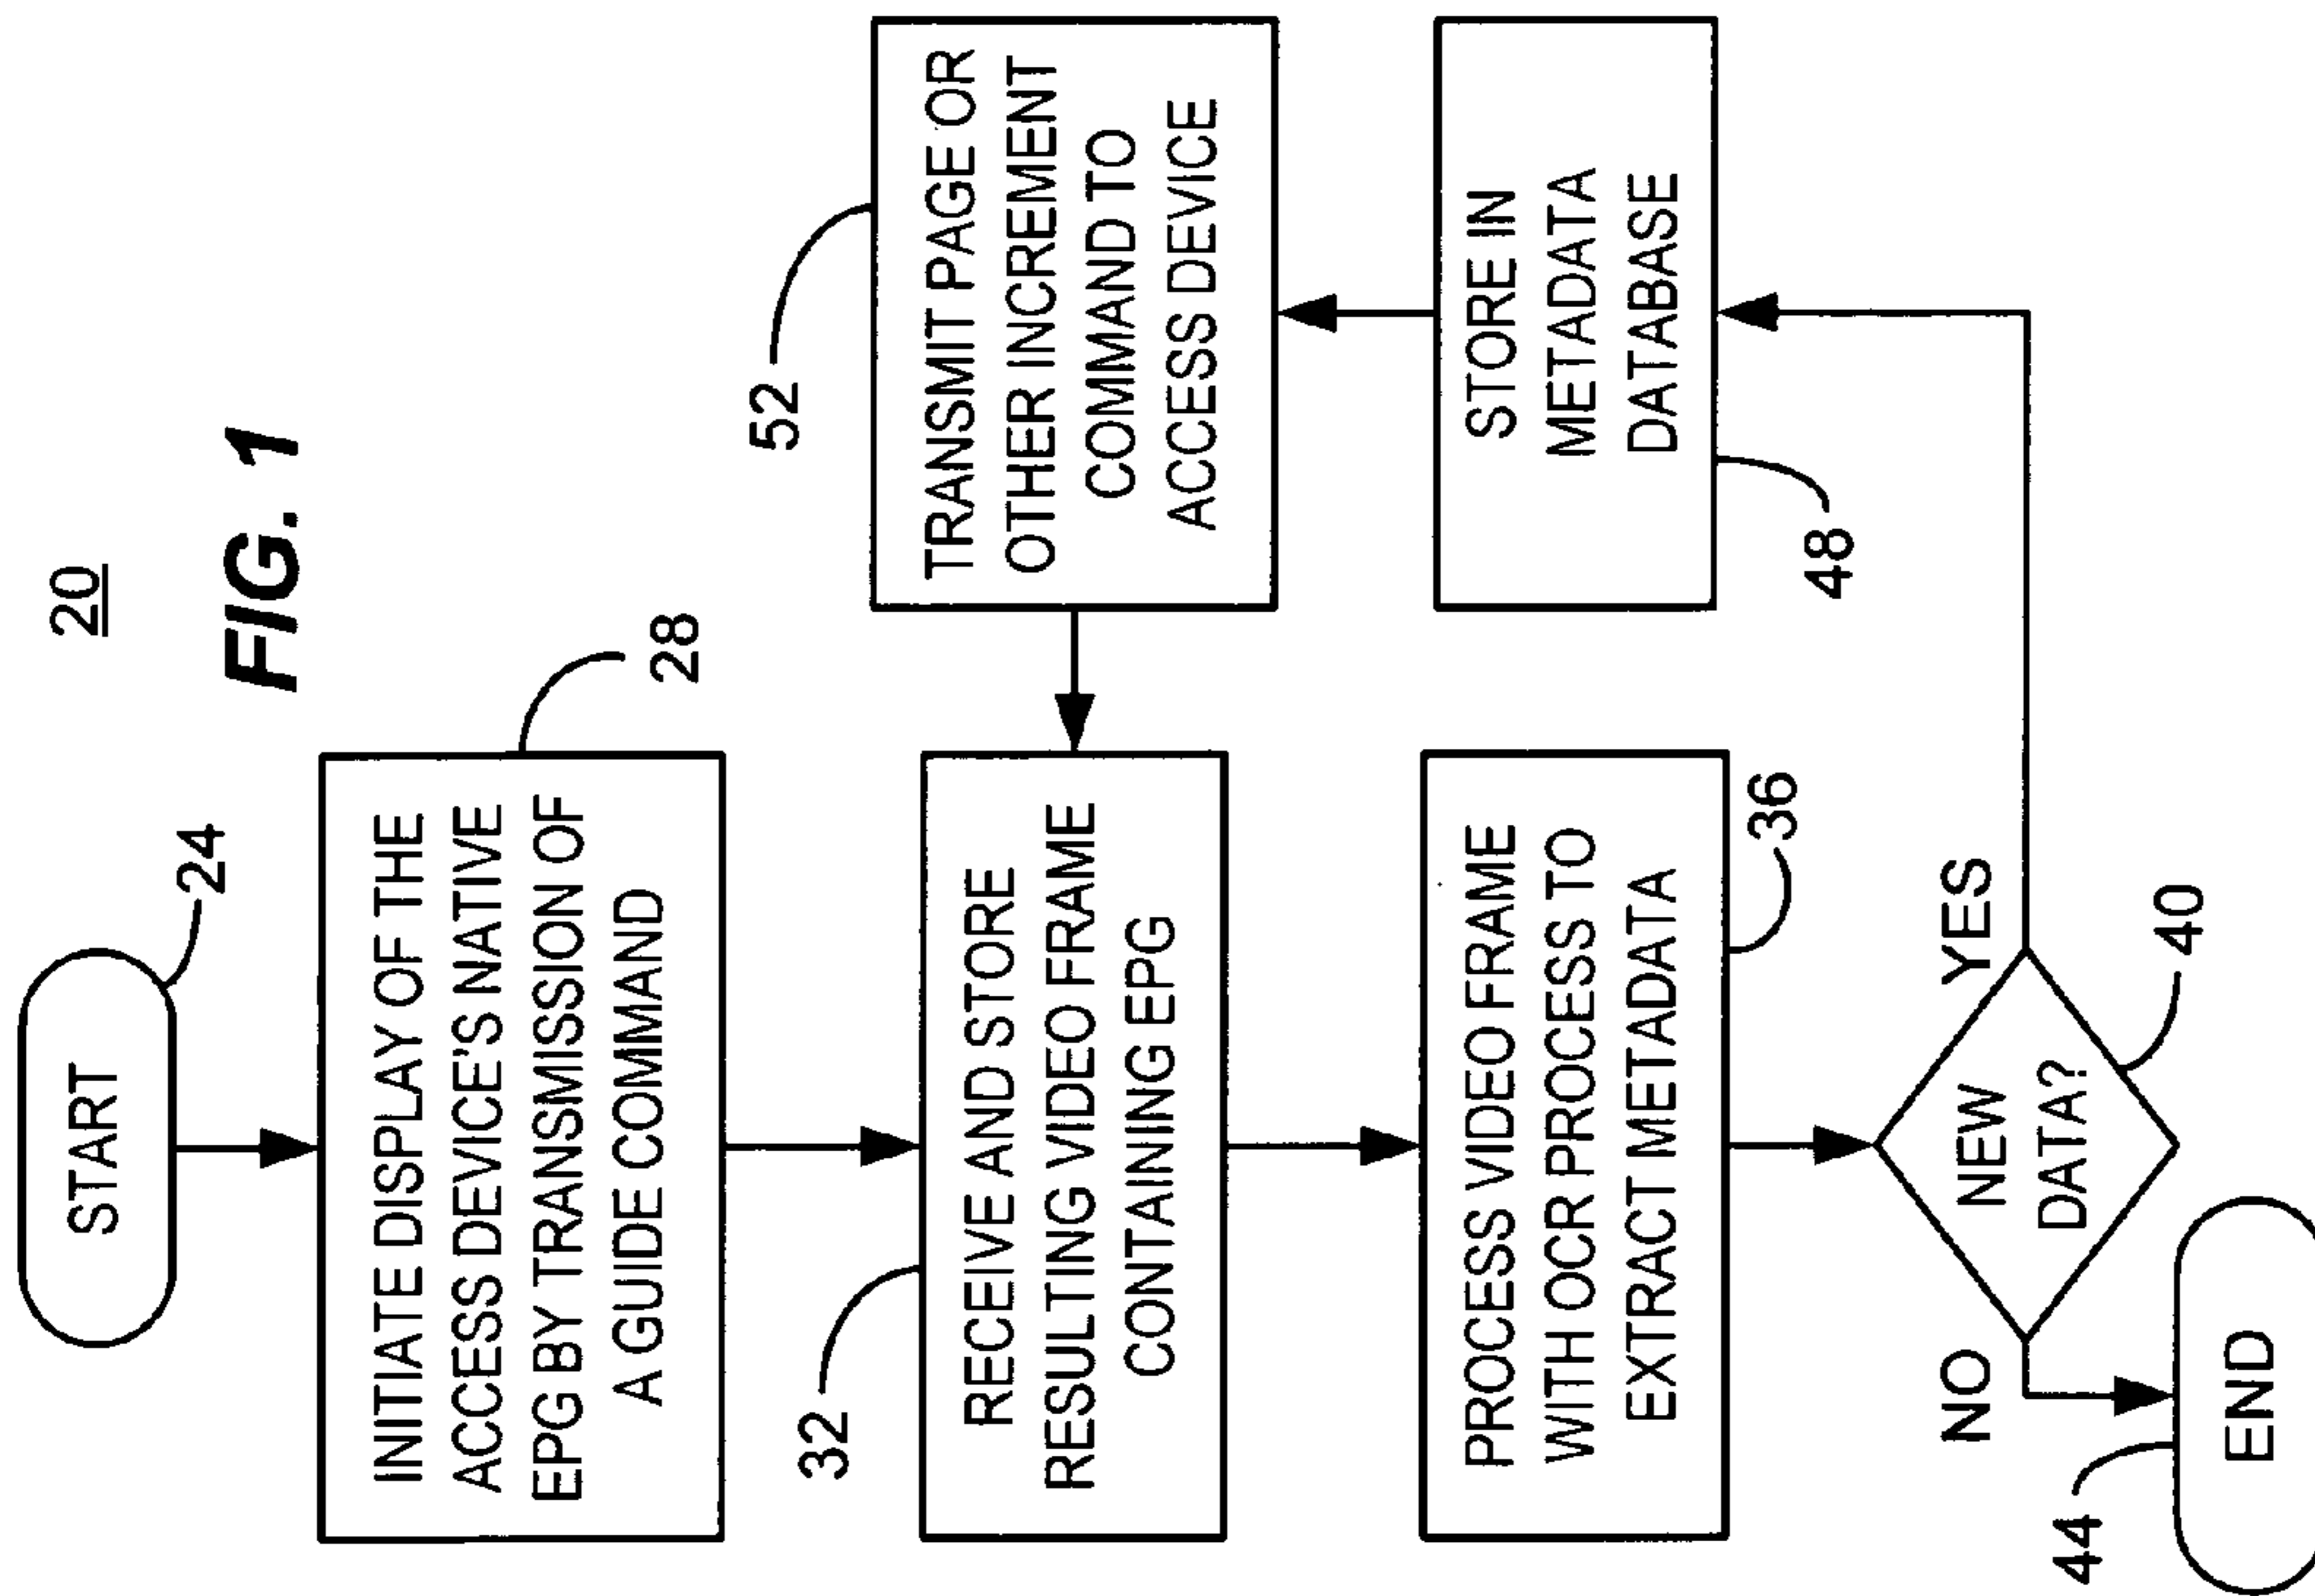 20
FIG. 1
START
24
INITIATE DISPLAY OF THE
ACCESS DEVICE'S NATIVE
EPG BY TRANSMISSION OF
A GUIDE COMMAND
28
32
RECEIVE AND STORE
RESULTING VIDEO FRAME
CONTAINING EPG
PROCESS VIDEO FRAME
WITH OCR PROCESS TO
EXTRACT METADATA
36
NEW
DATA?
40
YES
NO
44
END
STORE IN
METADATA
DATABASE
48
52
TRANSMIT PAGE OR
OTHER INCREMENT
COMMAND TO
ACCESS DEVICE